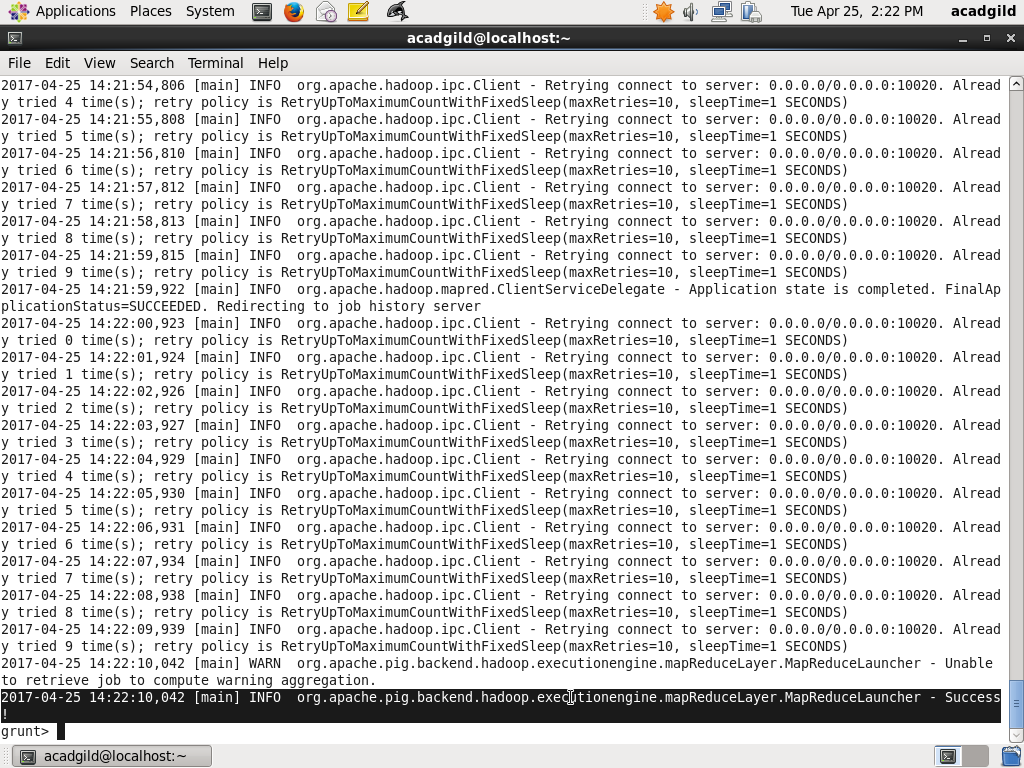 Applications Places System Tue Apr 25, 2:22 PM acadgild
acadgild@localhost:~
File Edit View Search Terminal Help
2017-04-25 14:21:54,806 [main] INFO  org.apache.hadoop.ipc.Client - Retrying connect to server: 0.0.0.0/0.0.0.0:10020. Alread
y tried 4 time(s); retry policy is RetryUpToMaximumCountWithFixedSleep(maxRetries=10, sleepTime=1 SECONDS)
2017-04-25 14:21:55,808 [main] INFO  org.apache.hadoop.ipc.Client - Retrying connect to server: 0.0.0.0/0.0.0.0:10020. Alread
y tried 5 time(s); retry policy is RetryUpToMaximumCountWithFixedSleep(maxRetries=10, sleepTime=1 SECONDS)
2017-04-25 14:21:56,810 [main] INFO  org.apache.hadoop.ipc.Client - Retrying connect to server: 0.0.0.0/0.0.0.0:10020. Alread
y tried 6 time(s); retry policy is RetryUpToMaximumCountWithFixedSleep(maxRetries=10, sleepTime=1 SECONDS)
2017-04-25 14:21:57,812 [main] INFO  org.apache.hadoop.ipc.Client - Retrying connect to server: 0.0.0.0/0.0.0.0:10020. Alread
y tried 7 time(s); retry policy is RetryUpToMaximumCountWithFixedSleep(maxRetries=10, sleepTime=1 SECONDS)
2017-04-25 14:21:58,813 [main] INFO  org.apache.hadoop.ipc.Client - Retrying connect to server: 0.0.0.0/0.0.0.0:10020. Alread
y tried 8 time(s); retry policy is RetryUpToMaximumCountWithFixedSleep(maxRetries=10, sleepTime=1 SECONDS)
2017-04-25 14:21:59,815 [main] INFO  org.apache.hadoop.ipc.Client - Retrying connect to server: 0.0.0.0/0.0.0.0:10020. Alread
y tried 9 time(s); retry policy is RetryUpToMaximumCountWithFixedSleep(maxRetries=10, sleepTime=1 SECONDS)
2017-04-25 14:21:59,922 [main] INFO  org.apache.hadoop.mapred.ClientServiceDelegate - Application state is completed. FinalAp
plicationStatus=SUCCEEDED. Redirecting to job history server
2017-04-25 14:22:00,923 [main] INFO  org.apache.hadoop.ipc.Client - Retrying connect to server: 0.0.0.0/0.0.0.0:10020. Alread
y tried 0 time(s); retry policy is RetryUpToMaximumCountWithFixedSleep(maxRetries=10, sleepTime=1 SECONDS)
2017-04-25 14:22:01,924 [main] INFO  org.apache.hadoop.ipc.Client - Retrying connect to server: 0.0.0.0/0.0.0.0:10020. Alread
y tried 1 time(s); retry policy is RetryUpToMaximumCountWithFixedSleep(maxRetries=10, sleepTime=1 SECONDS)
2017-04-25 14:22:02,926 [main] INFO  org.apache.hadoop.ipc.Client - Retrying connect to server: 0.0.0.0/0.0.0.0:10020. Alread
y tried 2 time(s); retry policy is RetryUpToMaximumCountWithFixedSleep(maxRetries=10, sleepTime=1 SECONDS)
2017-04-25 14:22:03,927 [main] INFO  org.apache.hadoop.ipc.Client - Retrying connect to server: 0.0.0.0/0.0.0.0:10020. Alread
y tried 3 time(s); retry policy is RetryUpToMaximumCountWithFixedSleep(maxRetries=10, sleepTime=1 SECONDS)
2017-04-25 14:22:04,929 [main] INFO  org.apache.hadoop.ipc.Client - Retrying connect to server: 0.0.0.0/0.0.0.0:10020. Alread
y tried 4 time(s); retry policy is RetryUpToMaximumCountWithFixedSleep(maxRetries=10, sleepTime=1 SECONDS)
2017-04-25 14:22:05,930 [main] INFO  org.apache.hadoop.ipc.Client - Retrying connect to server: 0.0.0.0/0.0.0.0:10020. Alread
y tried 5 time(s); retry policy is RetryUpToMaximumCountWithFixedSleep(maxRetries=10, sleepTime=1 SECONDS)
2017-04-25 14:22:06,931 [main] INFO  org.apache.hadoop.ipc.Client - Retrying connect to server: 0.0.0.0/0.0.0.0:10020. Alread
y tried 6 time(s); retry policy is RetryUpToMaximumCountWithFixedSleep(maxRetries=10, sleepTime=1 SECONDS)
2017-04-25 14:22:07,934 [main] INFO  org.apache.hadoop.ipc.Client - Retrying connect to server: 0.0.0.0/0.0.0.0:10020. Alread
y tried 7 time(s); retry policy is RetryUpToMaximumCountWithFixedSleep(maxRetries=10, sleepTime=1 SECONDS)
2017-04-25 14:22:08,938 [main] INFO  org.apache.hadoop.ipc.Client - Retrying connect to server: 0.0.0.0/0.0.0.0:10020. Alread
y tried 8 time(s); retry policy is RetryUpToMaximumCountWithFixedSleep(maxRetries=10, sleepTime=1 SECONDS)
2017-04-25 14:22:09,939 [main] INFO  org.apache.hadoop.ipc.Client - Retrying connect to server: 0.0.0.0/0.0.0.0:10020. Alread
y tried 9 time(s); retry policy is RetryUpToMaximumCountWithFixedSleep(maxRetries=10, sleepTime=1 SECONDS)
2017-04-25 14:22:10,042 [main] WARN  org.apache.pig.backend.hadoop.executionengine.mapReduceLayer.MapReduceLauncher - Unable
to retrieve job to compute warning aggregation.
2017-04-25 14:22:10,042 [main] INFO  org.apache.pig.backend.hadoop.executionengine.mapReduceLayer.MapReduceLauncher - Success
!
grunt>
acadgild@localhost:~